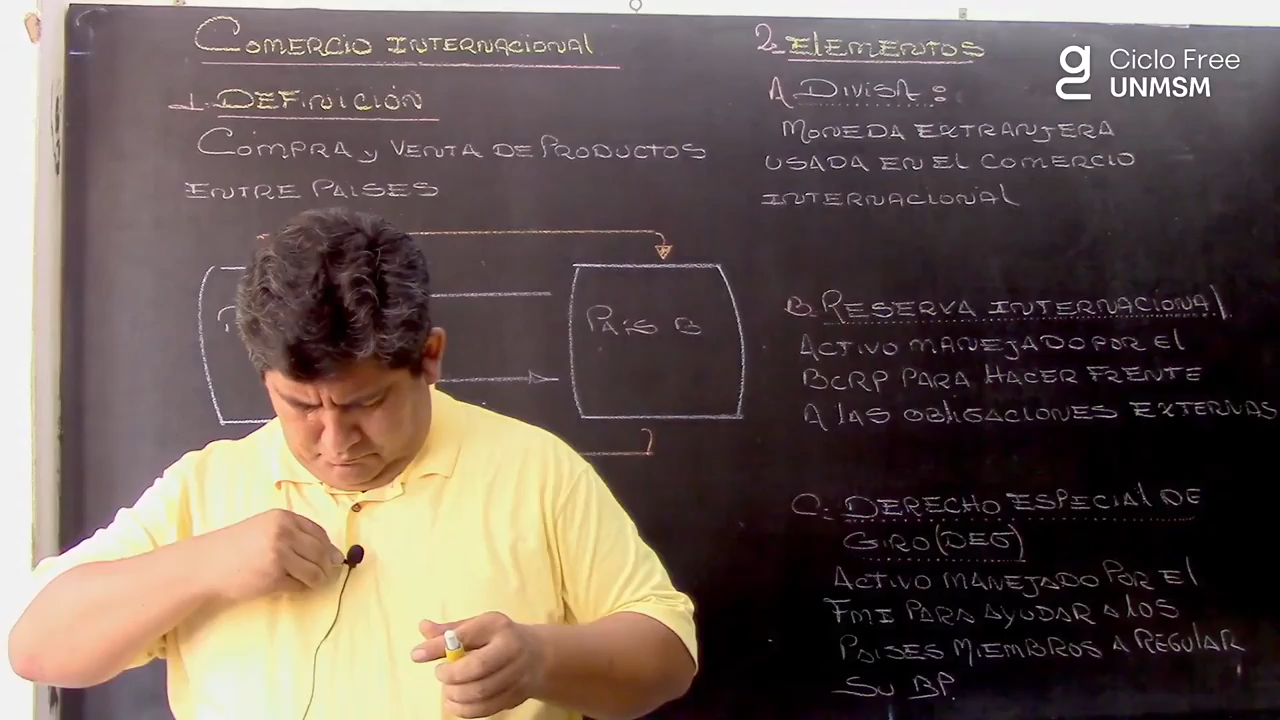 COMERCIO INTERNACIONAL
1. DEFINICIÓN
COMPRA y VENTA DE PRODUCTOS
ENTRE PAISES
PAIS B
2. ELEMENTOS
A. DIVISA:
MONEDA EXTRANJERA
USADA EN EL COMERCIO
INTERNACIONAL
B. RESERVA INTERNACIONAL
ACTIVO MANEJADO POR EL
BCRP PARA HACER FRENTE
A LAS OBLIGACIONES EXTERNAS
C. DERECHO ESPECIAL DE
GIRO (DEG)
ACTIVO MANEJADO POR EL
FMI PARA AYUDAR A LOS
PAISES MIEMBROS A REGULAR
SU BP.
g Ciclo Free
UNMSM